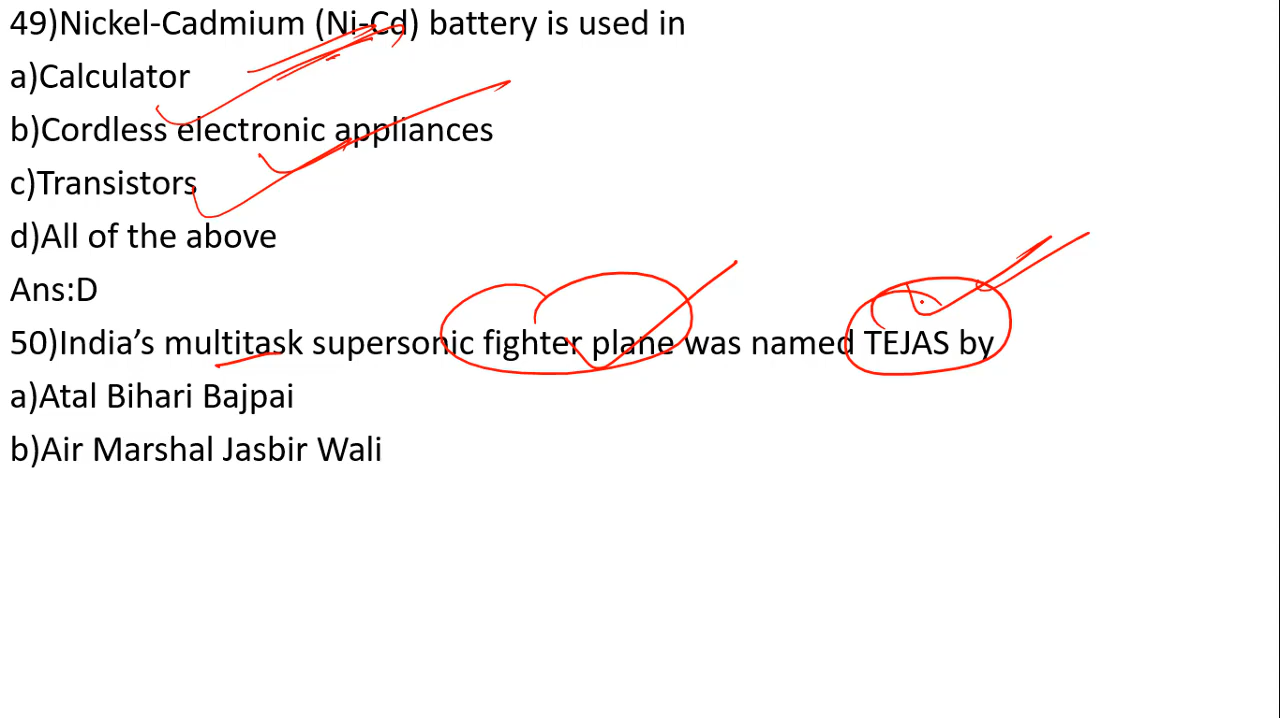 49)Nickel-Cadmium (Ni-Cd) battery is used in
a)Calculator
b)Cordless electronic appliances
c)Transistors
d)All of the above
Ans:D
50)India’s multitask supersonic fighter plane was named TEJAS by
a)Atal Bihari Bajpai
b)Air Marshal Jasbir Wali